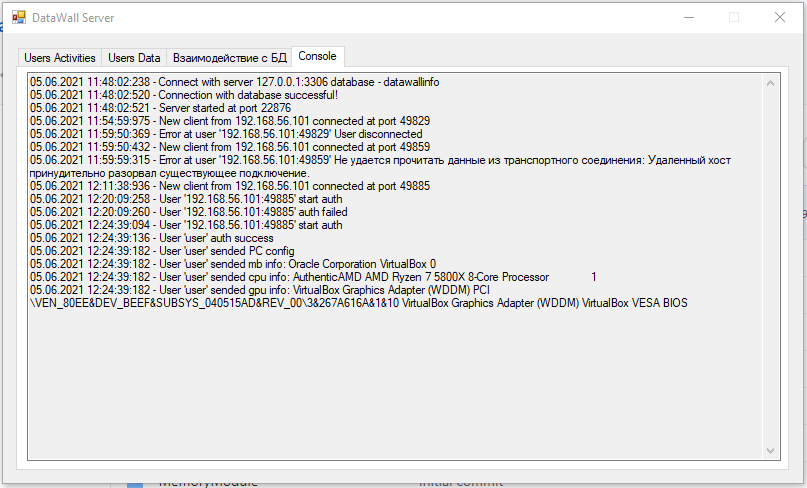 DataWall Server
Users Activities Users Data Взаимодействие с БД Console
05.06.2021 11:48:02:238 - Connect with server 127.0.0.1:3306 database - datawallinfo
05.06.2021 11:48:02:520 - Connection with database successful!
05.06.2021 11:48:02:521 - Server started at port 22876
05.06.2021 11:54:59:975 - New client from 192.168.56.101 connected at port 49829
05.06.2021 11:59:50:369 - Error at user '192.168.56.101:49829' User disconnected
05.06.2021 11:59:50:432 - New client from 192.168.56.101 connected at port 49859
05.06.2021 11:59:59:315 - Error at user '192.168.56.101:49859' Не удается прочитать данные из транспортного соединения: Удаленный хост
принудительно разорвал существующее подключение.
05.06.2021 12:11:38:936 - New client from 192.168.56.101 connected at port 49885
05.06.2021 12:20:09:258 - User '192.168.56.101:49885' start auth
05.06.2021 12:20:09:260 - User '192.168.56.101:49885' auth failed
05.06.2021 12:24:39:094 - User '192.168.56.101:49885' start auth
05.06.2021 12:24:39:136 - User 'user' auth success
05.06.2021 12:24:39:182 - User 'user' sended PC config
05.06.2021 12:24:39:182 - User 'user' sended mb info: Oracle Corporation VirtualBox 0
05.06.2021 12:24:39:182 - User 'user' sended cpu info: AuthenticAMD AMD Ryzen 7 5800X 8-Core Processor 1
05.06.2021 12:24:39:182 - User 'user' sended gpu info: VirtualBox Graphics Adapter (WDDM) PCI
\VEN_80EE&DEV_BEEF&SUBSYS_040515AD&REV_00\3&267A616A&1&10 VirtualBox Graphics Adapter (WDDM) VirtualBox VESA BIOS
MemoryModule Initial commit